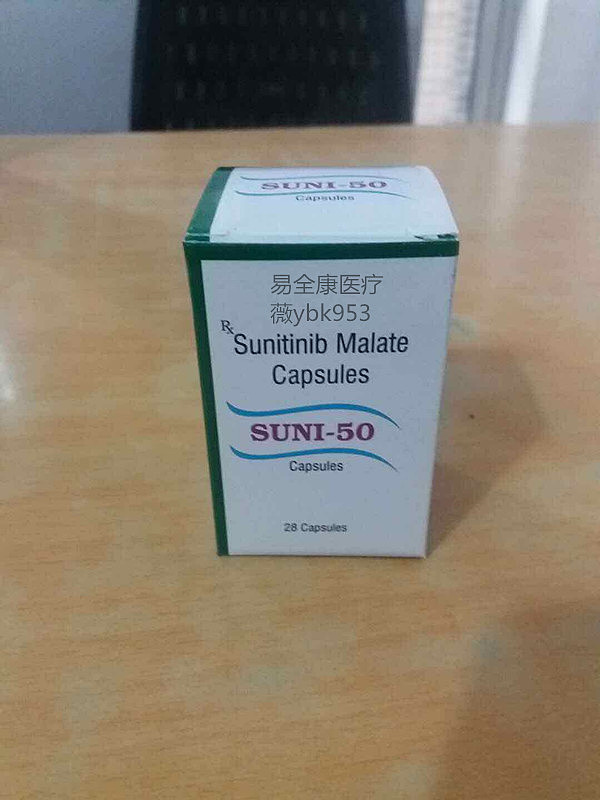 SUNI-50
Capsules
易全康医疗
薇ybk953
Rx Sunitinib Malate
Capsules
SUNI-50
Capsules
28 Capsules